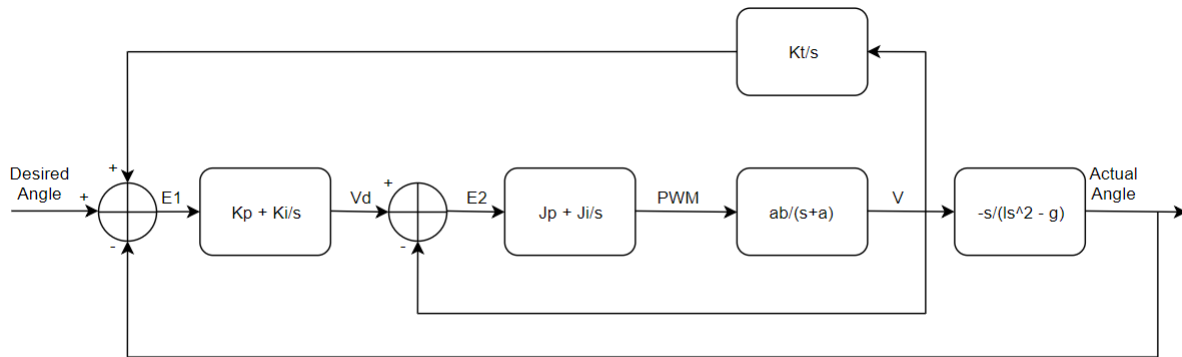 Kt/s
+
Desired
Angle
+
E1
Kp + Ki/s
Vd
+
E2
Jp + Ji/s
PWM
ab/(s+a)
V
-s/(ls^2 - g)
Actual
Angle
-
-